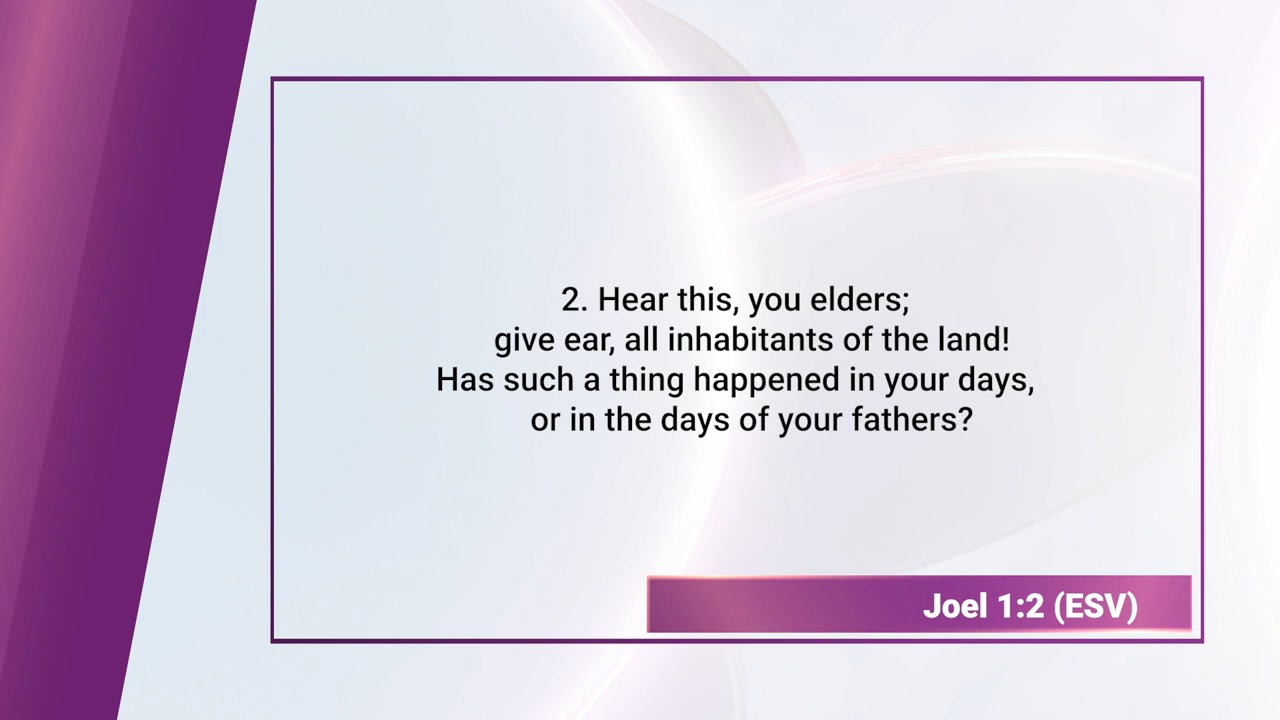 2. Hear this, you elders;
give ear, all inhabitants of the land!
Has such a thing happened in your days,
or in the days of your fathers?
Joel 1:2 (ESV)